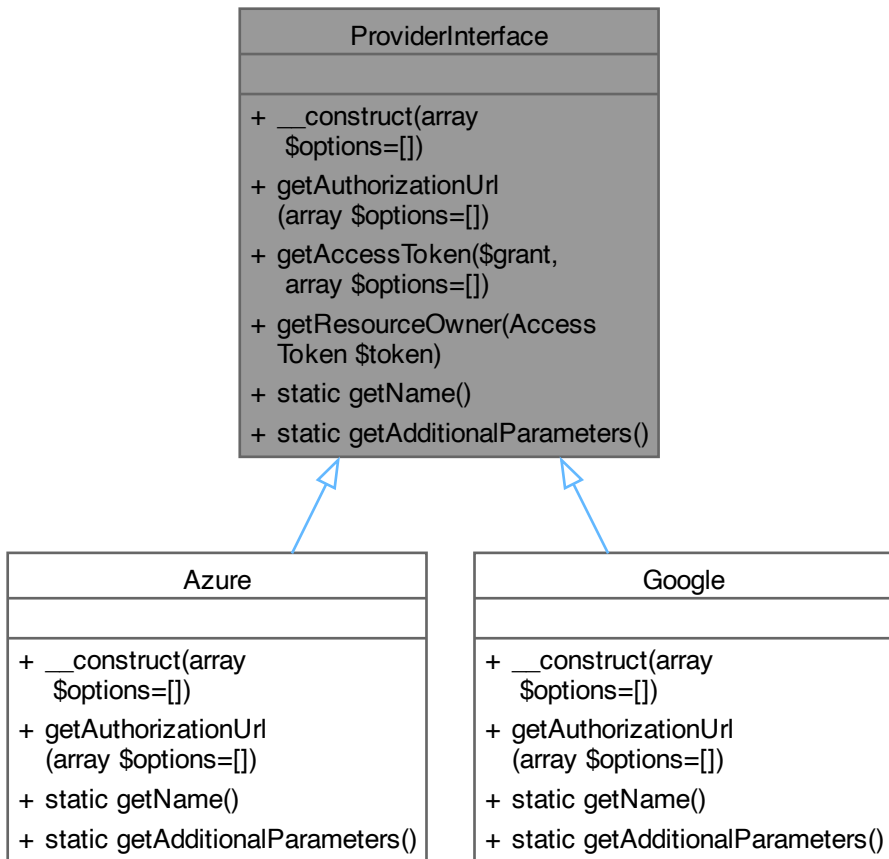 ProviderInterface
+ __construct(array
$options=[])
+ getAuthorizationUrl
(array $options=[])
+ getAccessToken($grant,
array $options=[])
+ getResourceOwner(Access
Token $token)
+ static getName()
+ static getAdditionalParameters()
Azure
+ __construct(array
$options=[])
+ getAuthorizationUrl
(array $options=[])
+ static getName()
+ static getAdditionalParameters()
Google
+ __construct(array
$options=[])
+ getAuthorizationUrl
(array $options=[])
+ static getName()
+ static getAdditionalParameters()